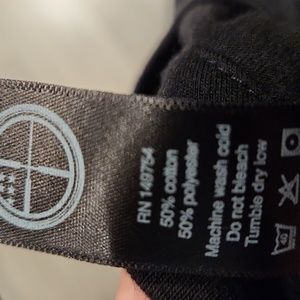 RN 149754
50% cotton
50% polyester
Machine wash cold
Do not bleach
Tumble dry low